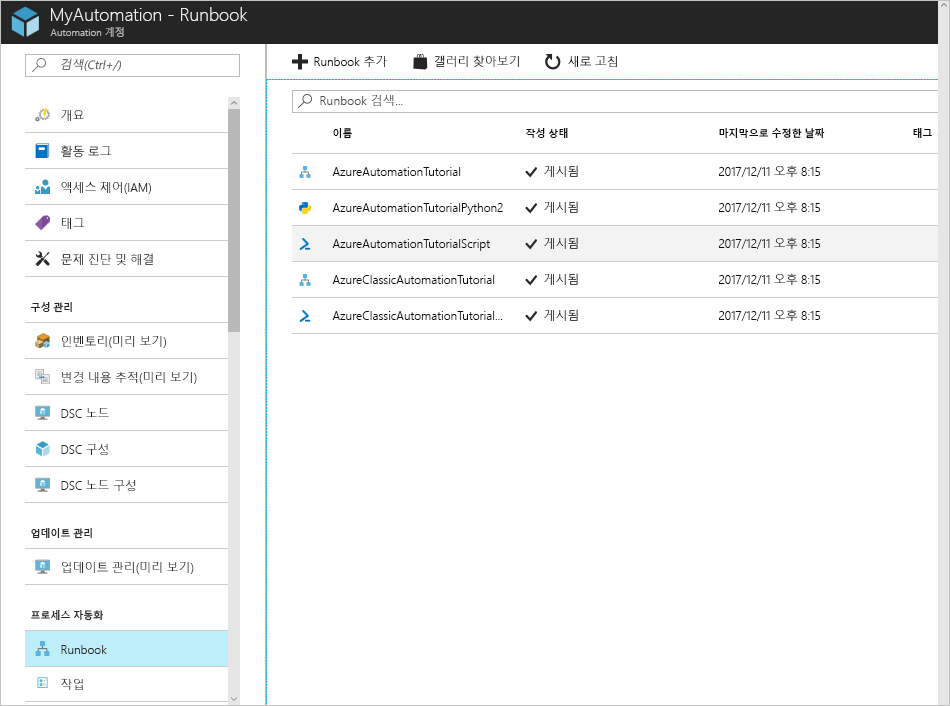 MyAutomation - Runbook
Automation 계정
검색(Ctrl+/)
개요
활동 로그
액세스 제어(IAM)
태그
문제 진단 및 해결
구성 관리
인벤토리(미리 보기)
변경 내용 추적(미리 보기)
DSC 노드
DSC 구성
DSC 노드 구성
업데이트 관리
업데이트 관리(미리 보기)
프로세스 자동화
Runbook
작업
Runbook 추가 갤러리 찾아보기 새로 고침
Runbook 검색...
이름 작성 상태 마지막으로 수정한 날짜 태그
AzureAutomationTutorial 게시됨 2017/12/11 오후 8:15
AzureAutomationTutorialPython2 게시됨 2017/12/11 오후 8:15
AzureAutomationTutorialScript 게시됨 2017/12/11 오후 8:15
AzureClassicAutomationTutorial 게시됨 2017/12/11 오후 8:15
AzureClassicAutomationTutorial... 게시됨 2017/12/11 오후 8:15